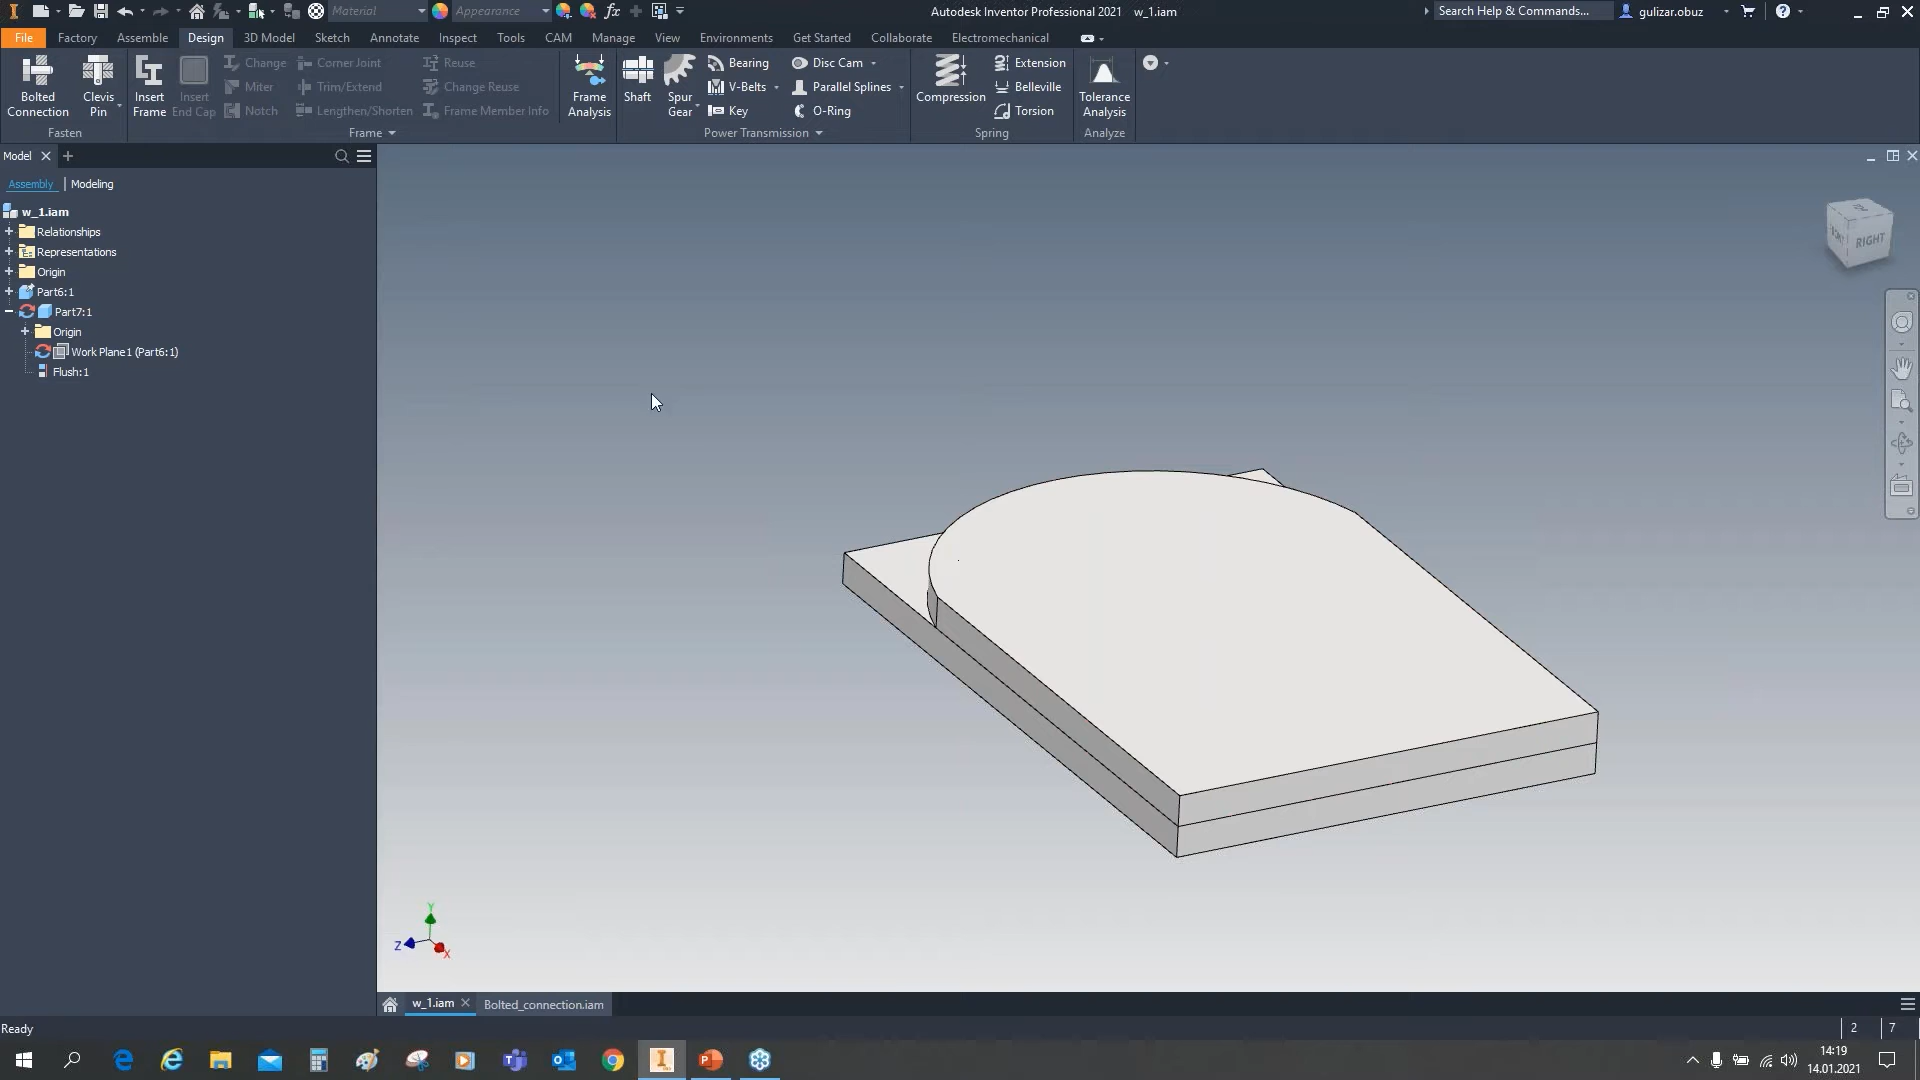 Material
Appearance
Autodesk Inventor Professional 2021 w_1.iam
Search Help & Commands...
gulizar.obuz
File Factory Assemble Design 3D Model Sketch Annotate Inspect Tools CAM Manage View Environments Get Started Collaborate Electromechanical
Bolted Connection
Clevis Pin
Fasten
Insert Frame
Insert End Cap
Change
Miter
Notch
Corner Joint
Trim/Extend
Lengthen/Shorten
Reuse
Change Reuse
Frame Member Info
Frame
Frame Analysis
Shaft
Spur Gear
Bearing
V-Belts
Key
Disc Cam
Parallel Splines
O-Ring
Power Transmission
Compression
Extension
Belleville
Torsion
Spring
Tolerance Analysis
Analyze
Model
Assembly | Modeling
w_1.iam
Relationships
Representations
Origin
Part6:1
Part7:1
Origin
Work Plane1 (Part6:1)
Flush:1
RIGHT
Y
Z
X
w_1.iam
Bolted_connection.iam
Ready
2 7
14:19
14.01.2021